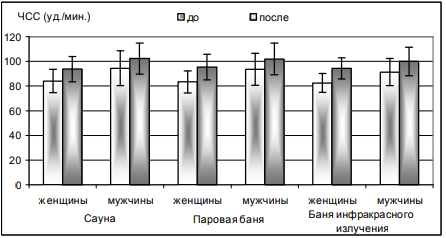 ЧСС (уд./мин.)
до после
120
100
80
60
40
20
0
женщины мужчины женщины мужчины женщины мужчины
Сауна Паровая баня Баня инфракрасного
излучения